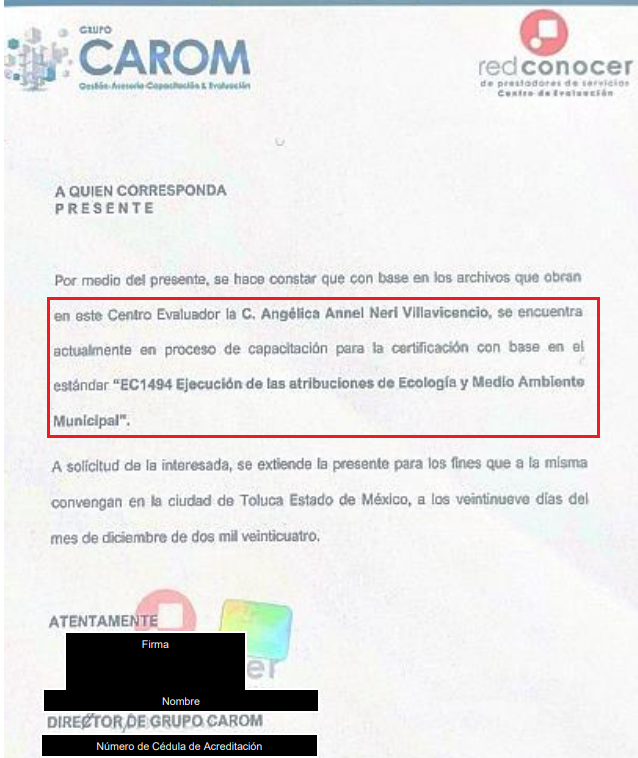 GRUPO
CAROM
Gestión-Asesoría-Capacitación & Evaluación
red conocer
de prestadores de servicios
Centro de Evaluación
A QUIEN CORRESPONDA
P R E S E N T E
Por medio del presente, se hace constar que con base en los archivos que obran
en este Centro Evaluador la C. Angélica Annel Neri Villavicencio, se encuentra
actualmente en proceso de capacitación para la certificación con base en el
estándar "EC1494 Ejecución de las atribuciones de Ecología y Medio Ambiente
Municipal".
A solicitud de la interesada, se extiende la presente para los fines que a la misma
convengan en la ciudad de Toluca Estado de México, a los veintinueve días del
mes de diciembre de dos mil veinticuatro.
ATENTAMENTE
Firma
er
Nombre
DIRECTOR DE GRUPO CAROM
Número de Cédula de Acreditación